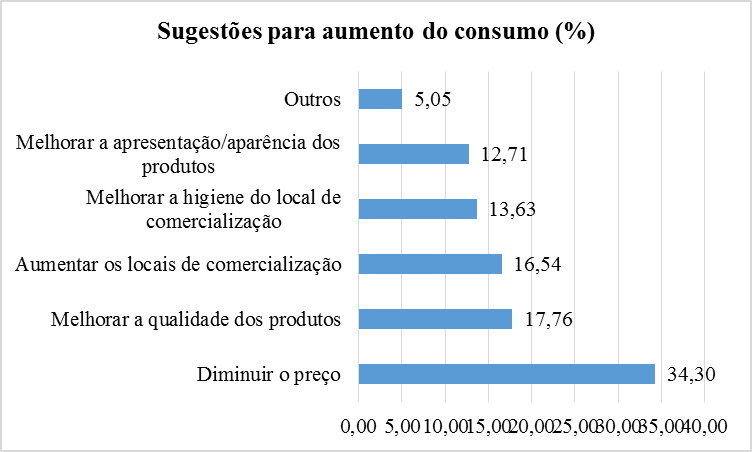 Sugestões para aumento do consumo (%)
Outros
5,05
Melhorar a apresentação/aparência dos
produtos
12,71
Melhorar a higiene do local de
comercialização
13,63
Aumentar os locais de comercialização
16,54
Melhorar a qualidade dos produtos
17,76
Diminuir o preço
34,30
0,00 5,00 10,00 15,00 20,00 25,00 30,00 35,00 40,00